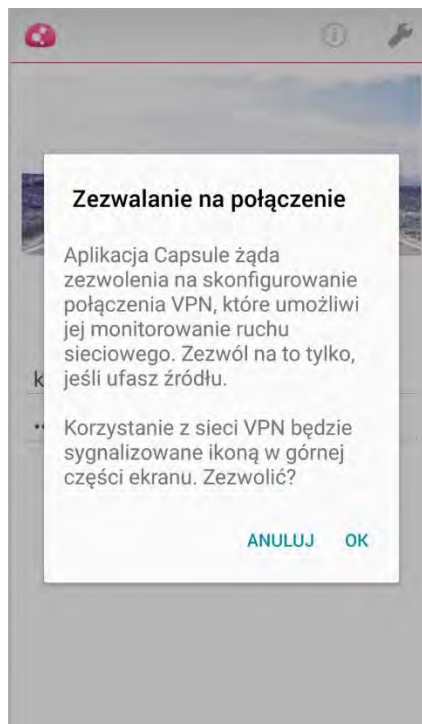 Zezwalanie na połączenie
Aplikacja Capsule żąda
zezwolenia na skonfigurowanie
połączenia VPN, które umożliwi
jej monitorowanie ruchu
sieciowego. Zezwól na to tylko,
jeśli ufasz źródłu.
k
Korzystanie z sieci VPN będzie
sygnalizowane ikoną w górnej
części ekranu. Zezwolić?
ANULUJ OK